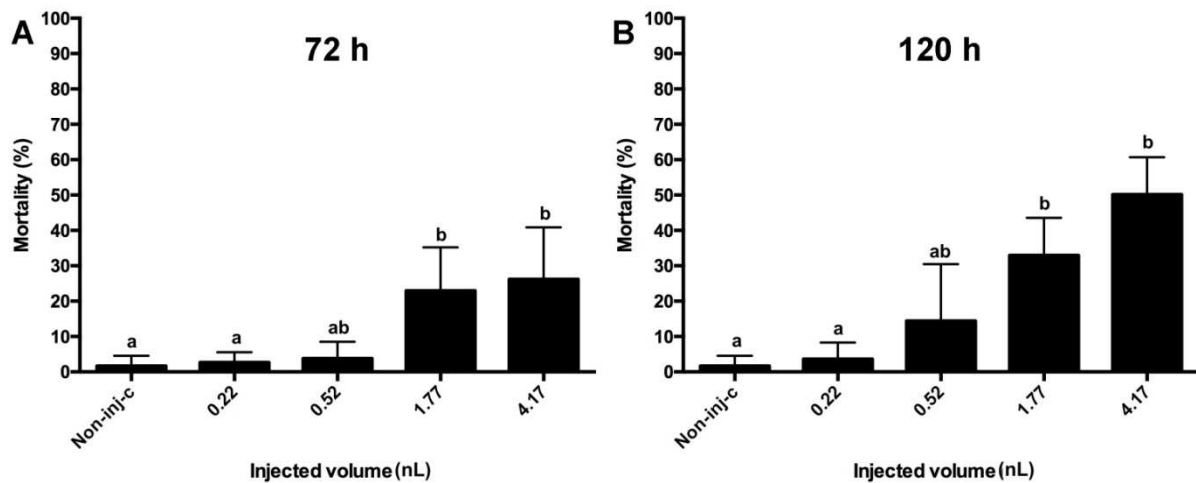 A
72 h
Mortality (%)
100
90
80
70
60
50
40
30
20
10
0
a
a
ab
b
b
Non-inj-c
0.22
0.52
1.77
4.17
Injected volume (nL)
B
120 h
Mortality (%)
100
90
80
70
60
50
40
30
20
10
0
a
a
ab
b
b
Non-inj-c
0.22
0.52
1.77
4.17
Injected volume (nL)